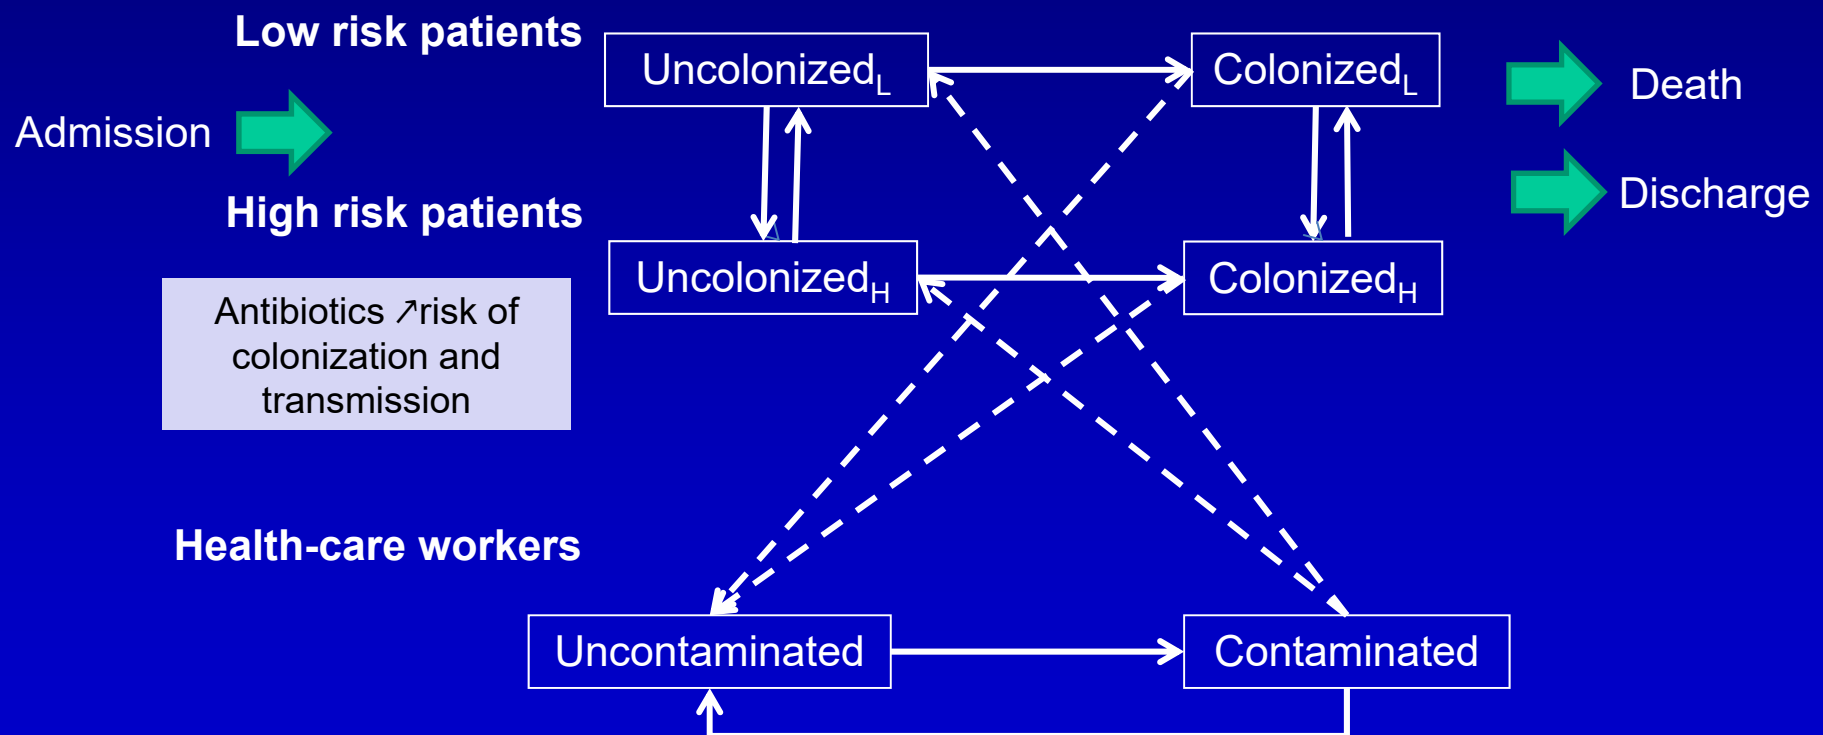 Low risk patients
Uncolonized_L
Colonized_L
Death
Admission
Discharge
High risk patients
Uncolonized_H
Colonized_H
Antibiotics ↗risk of
colonization and
transmission
Health-care workers
Uncontaminated
Contaminated